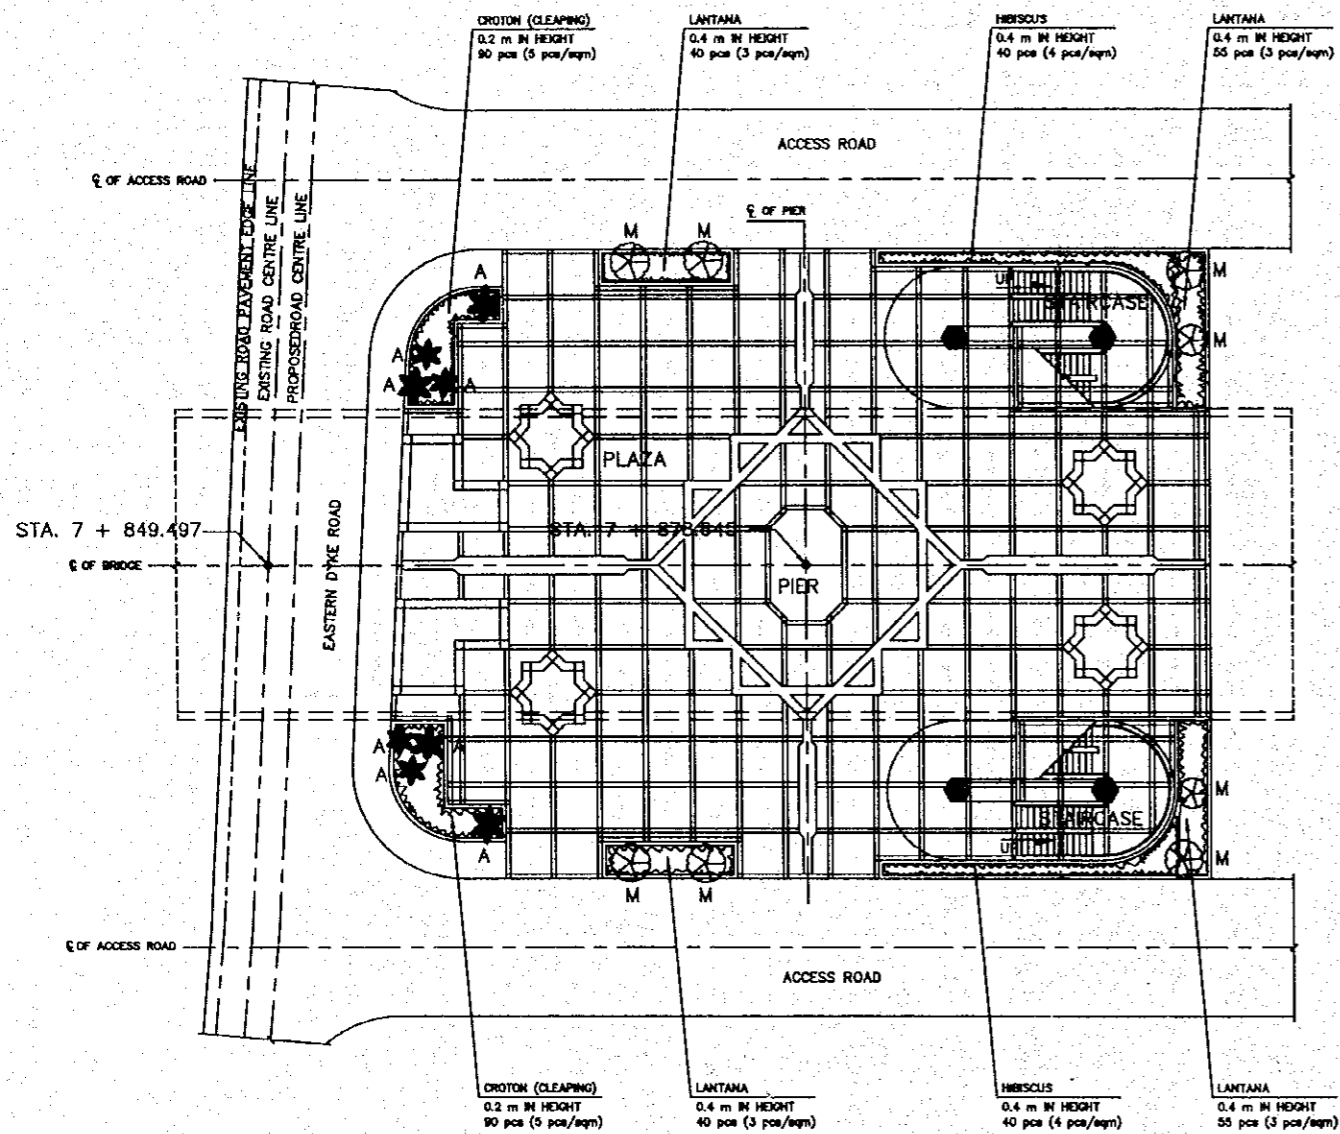 CROTON (CLEAPING)
0.2 m IN HEIGHT
90 pcs (5 pcs/sqm)
LANTANA
0.4 m IN HEIGHT
40 pcs (3 pcs/sqm)
HIBISCUS
0.4 m IN HEIGHT
40 pcs (4 pcs/sqm)
LANTANA
0.4 m IN HEIGHT
55 pcs (3 pcs/sqm)
ACCESS ROAD
℄ OF ACCESS ROAD
EXISTING ROAD PAVEMENT EDGE LINE
EXISTING ROAD CENTRE LINE
PROPOSEDROAD CENTRE LINE
℄ OF PIER
M
M
A
M
UP
STAIRCASE
M
A
A
A
PLAZA
STA. 7 + 849.497
STA. 7 +
℄ OF BRIDGE
EASTERN DYKE ROAD
PIER
A
A
A
M
STAIRCASE
UP
A
M
M
M
℄ OF ACCESS ROAD
ACCESS ROAD
CROTON (CLEAPING)
0.2 m IN HEIGHT
90 pcs (5 pcs/sqm)
LANTANA
0.4 m IN HEIGHT
40 pcs (3 pcs/sqm)
HIBISCUS
0.4 m IN HEIGHT
40 pcs (4 pcs/sqm)
LANTANA
0.4 m IN HEIGHT
55 pcs (3 pcs/sqm)